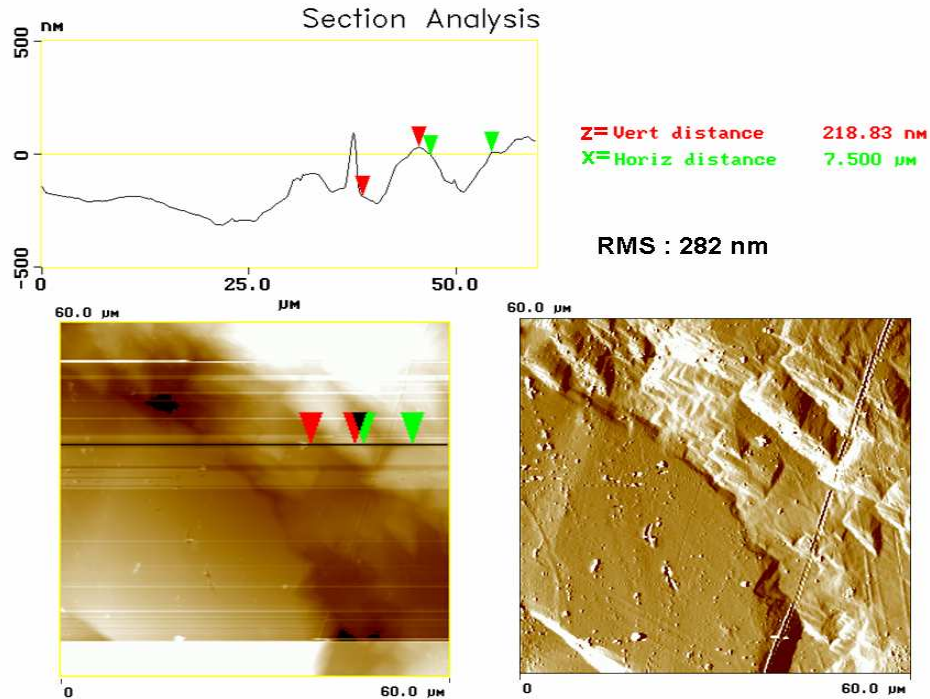 Section Analysis
nM
500
0
-500
0
25.0
50.0
µM
Z= Vert distance 218.83 nM
X= Horiz distance 7.500 µM
RMS : 282 nm
60.0 µM
0
60.0 µM
60.0 µM
0
60.0 µM